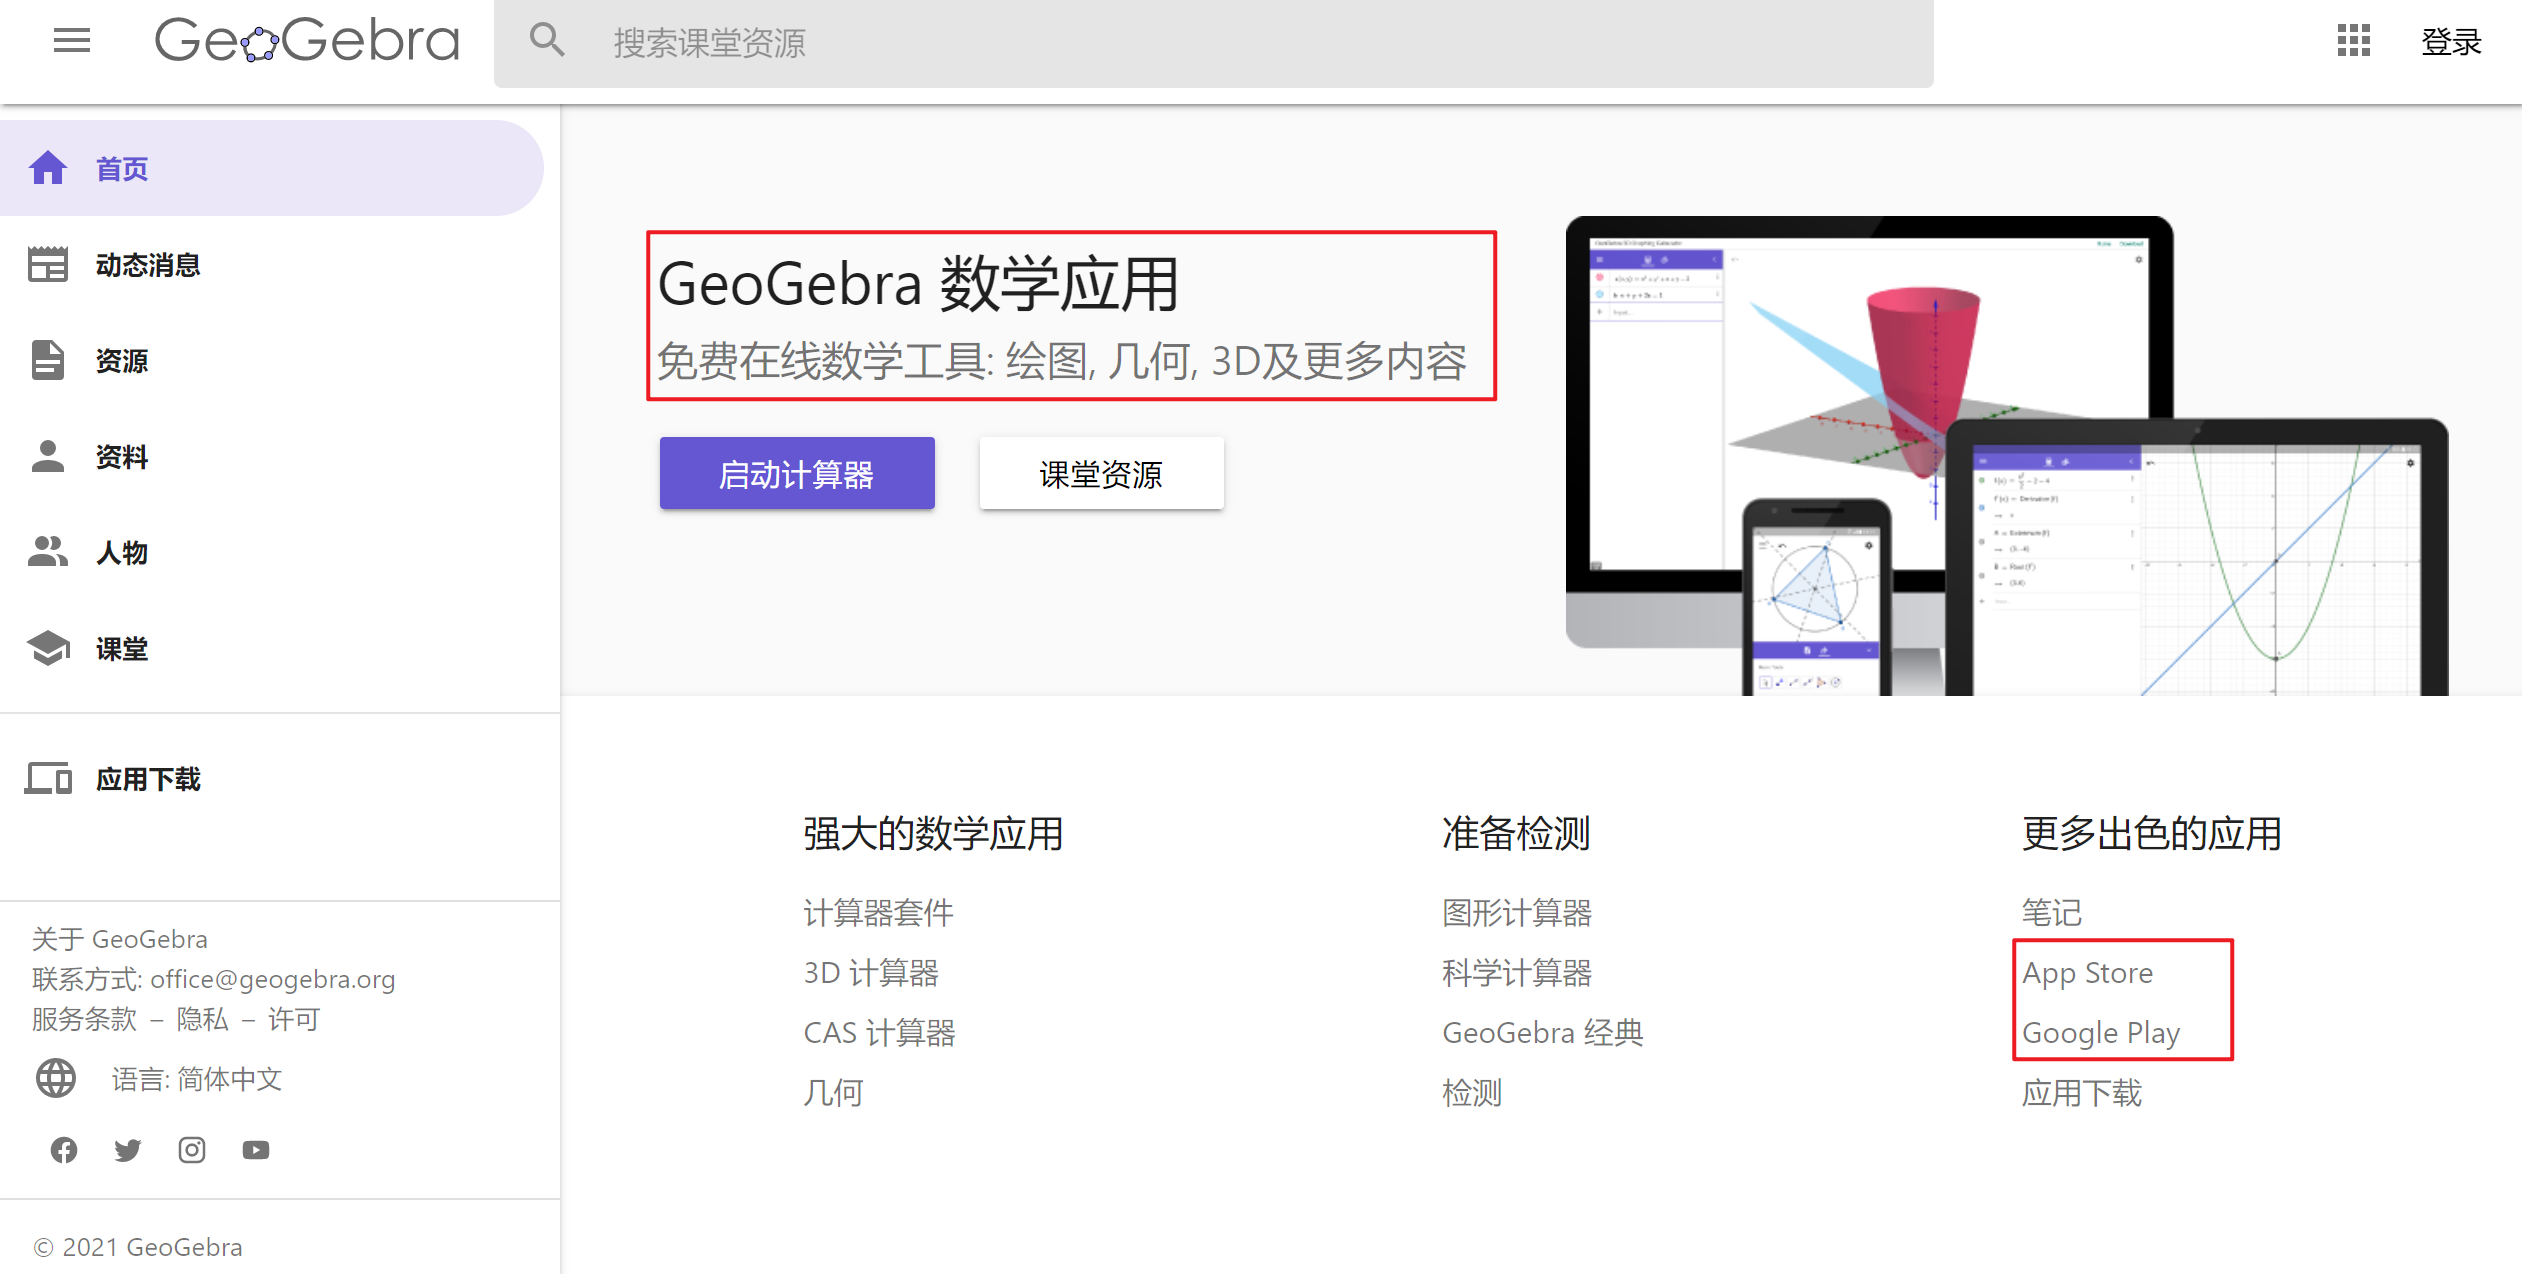 GeoGebra
搜索课堂资源
登录
首页
动态消息
资源
资料
人物
课堂
应用下载
关于 GeoGebra
联系方式: office@geogebra.org
服务条款 – 隐私 – 许可
语言: 简体中文
© 2021 GeoGebra
GeoGebra 数学应用
免费在线数学工具: 绘图, 几何, 3D及更多内容
启动计算器
课堂资源
强大的数学应用
计算器套件
3D 计算器
CAS 计算器
几何
准备检测
图形计算器
科学计算器
GeoGebra 经典
检测
更多出色的应用
笔记
App Store
Google Play
应用下载